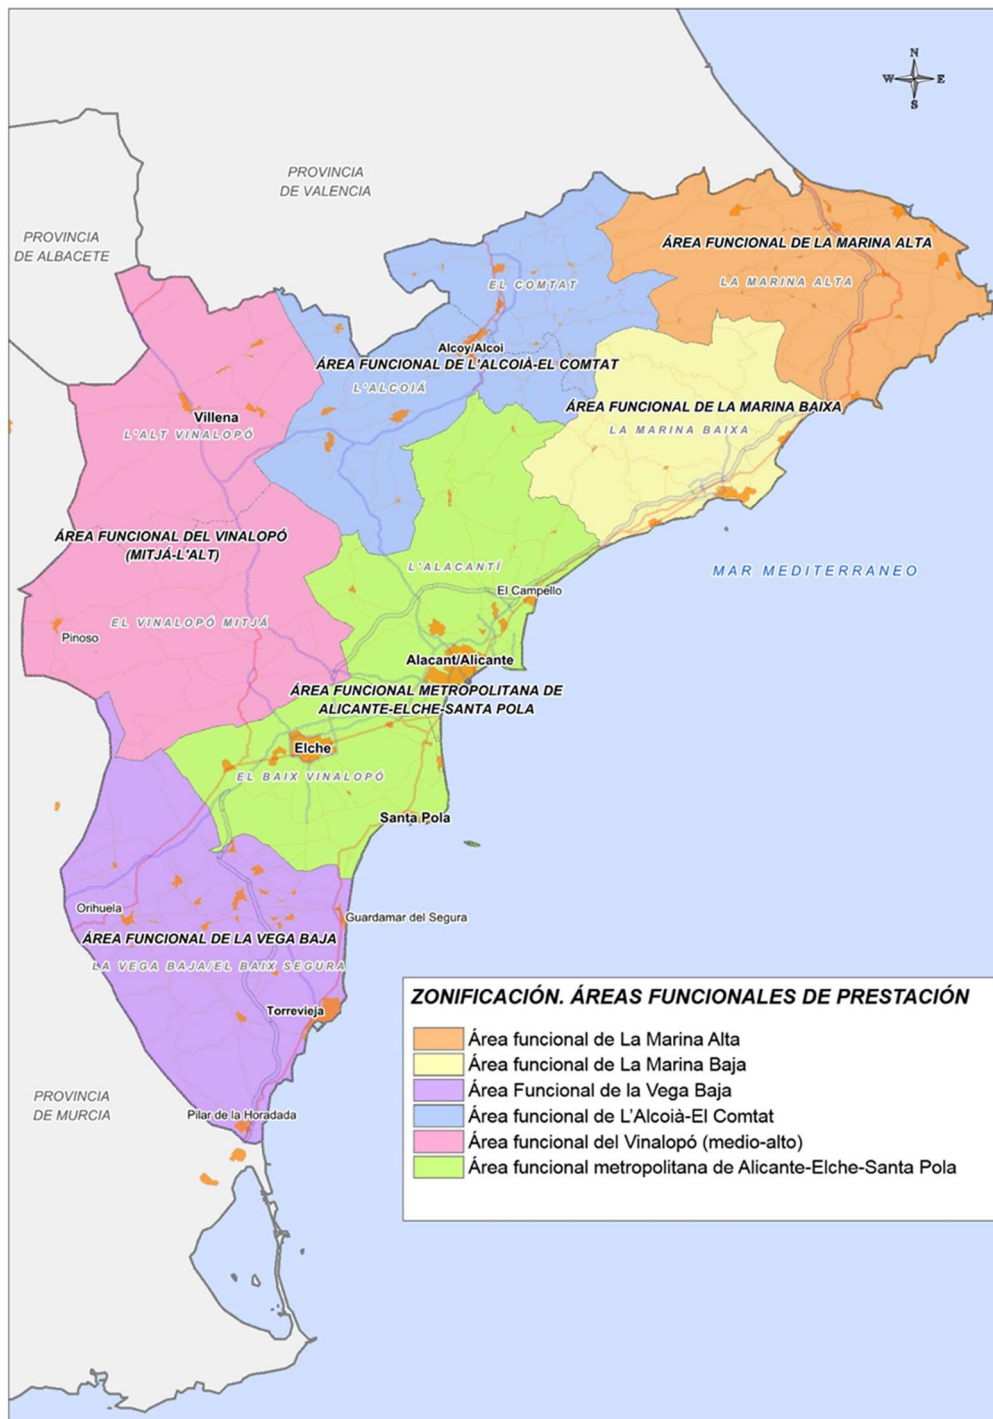 N
W E
S
PROVINCIA
DE VALENCIA
PROVINCIA
DE ALBACETE
ÁREA FUNCIONAL DE LA MARINA ALTA
LA MARINA ALTA
EL COMTAT
Alcoy/Alcoi
ÁREA FUNCIONAL DE L'ALCOIÀ-EL COMTAT
L'ALCOIÁ
ÁREA FUNCIONAL DE LA MARINA BAIXA
LA MARINA BAIXA
Villena
L'ALT VINALOPÓ
ÁREA FUNCIONAL DEL VINALOPÓ
(MITJÁ-L'ALT)
L'ALACANTÍ
MAR MEDITERRANEO
El Campello
EL VINALOPÓ MITJÁ
Pinoso
Alacant/Alicante
ÁREA FUNCIONAL METROPOLITANA DE
ALICANTE-ELCHE-SANTA POLA
Elche
EL BAIX VINALOPÓ
Santa Pola
Orihuela
Guardamar del Segura
ÁREA FUNCIONAL DE LA VEGA BAJA
LA VEGA BAJA/EL BAIX SEGURA
Torrevieja
PROVINCIA
DE MURCIA
Pilar de la Horadada
ZONIFICACIÓN. ÁREAS FUNCIONALES DE PRESTACIÓN
Área funcional de La Marina Alta
Área funcional de La Marina Baja
Área Funcional de la Vega Baja
Área funcional de L'Alcoià-El Comtat
Área funcional del Vinalopó (medio-alto)
Área funcional metropolitana de Alicante-Elche-Santa Pola